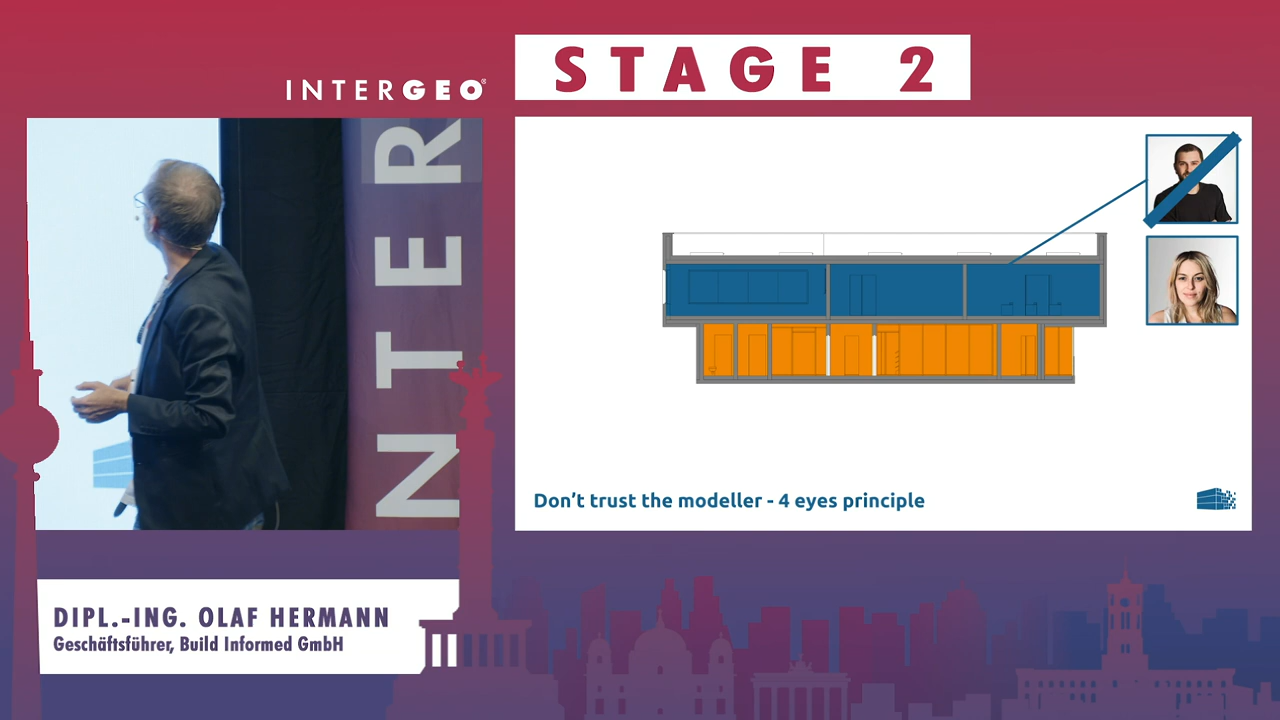 INTERGEO®
STAGE 2
INTER
Don't trust the modeller - 4 eyes principle
DIPL.-ING. OLAF HERMANN
Geschäftsführer, Build Informed GmbH